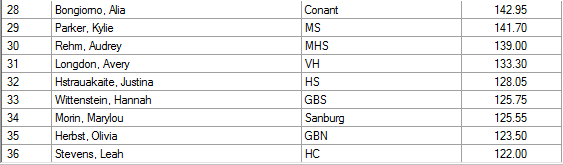 28 Bongiorno, Alia Conant 142.95
29 Parker, Kylie MS 141.70
30 Rehm, Audrey MHS 139.00
31 Longdon, Avery VH 133.30
32 Hstrauakaite, Justina HS 128.05
33 Wittenstein, Hannah GBS 125.75
34 Morin, Marylou Sanburg 125.55
35 Herbst, Olivia GBN 123.50
36 Stevens, Leah HC 122.00